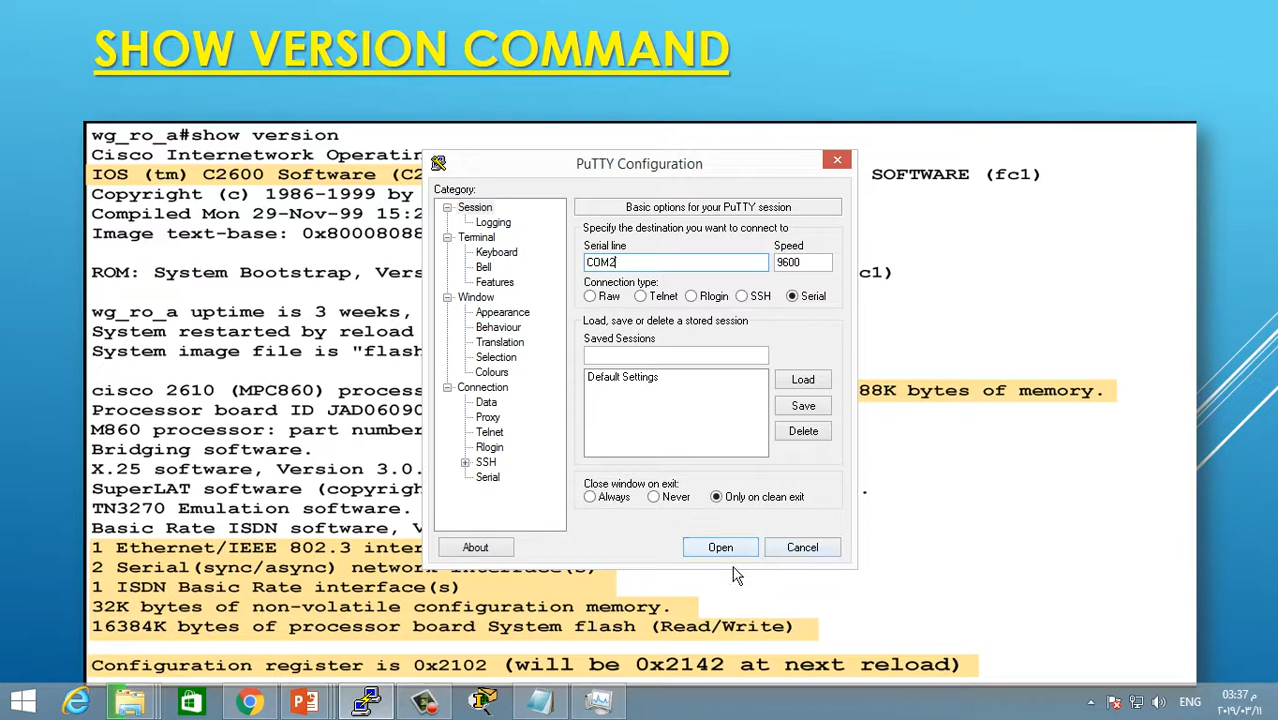 SHOW VERSION COMMAND
wg_ro_a#show version
Cisco Internetwork Operatin
IOS (tm) C2600 Software (C2
SOFTWARE (fc1)
Copyright (c) 1986-1999 by
Compiled Mon 29-Nov-99 15:2
Image text-base: 0x80008088
ROM: System Bootstrap, Vers
c1)
wg_ro_a uptime is 3 weeks,
System restarted by reload
System image file is "flash
cisco 2610 (MPC860) proces
88K bytes of memory.
Processor board ID JAD06090
M860 processor: part number
Bridging software.
X.25 software, Version 3.0.
SuperLAT software (copyrig
TN3270 Emulation software.
Basic Rate ISDN software, V
1 Ethernet/IEEE 802.3 inter
2 Serial(sync/async) network interface(s)
1 ISDN Basic Rate interface(s)
32K bytes of non-volatile configuration memory.
16384K bytes of processor board System flash (Read/Write)
Configuration register is 0x2102 (will be 0x2142 at next reload)
PuTTY Configuration
Category:
Session
Logging
Terminal
Keyboard
Bell
Features
Window
Appearance
Behaviour
Translation
Selection
Colours
Connection
Data
Proxy
Telnet
Rlogin
SSH
Serial
Basic options for your PuTTY session
Specify the destination you want to connect to
Serial line Speed
COM2 9600
Connection type:
Raw Telnet Rlogin SSH Serial
Load, save or delete a stored session
Saved Sessions
Default Settings
Load
Save
Delete
Close window on exit:
Always Never Only on clean exit
About Open Cancel
ENG
03:37 م
٢٠١٩/٠٣/١١